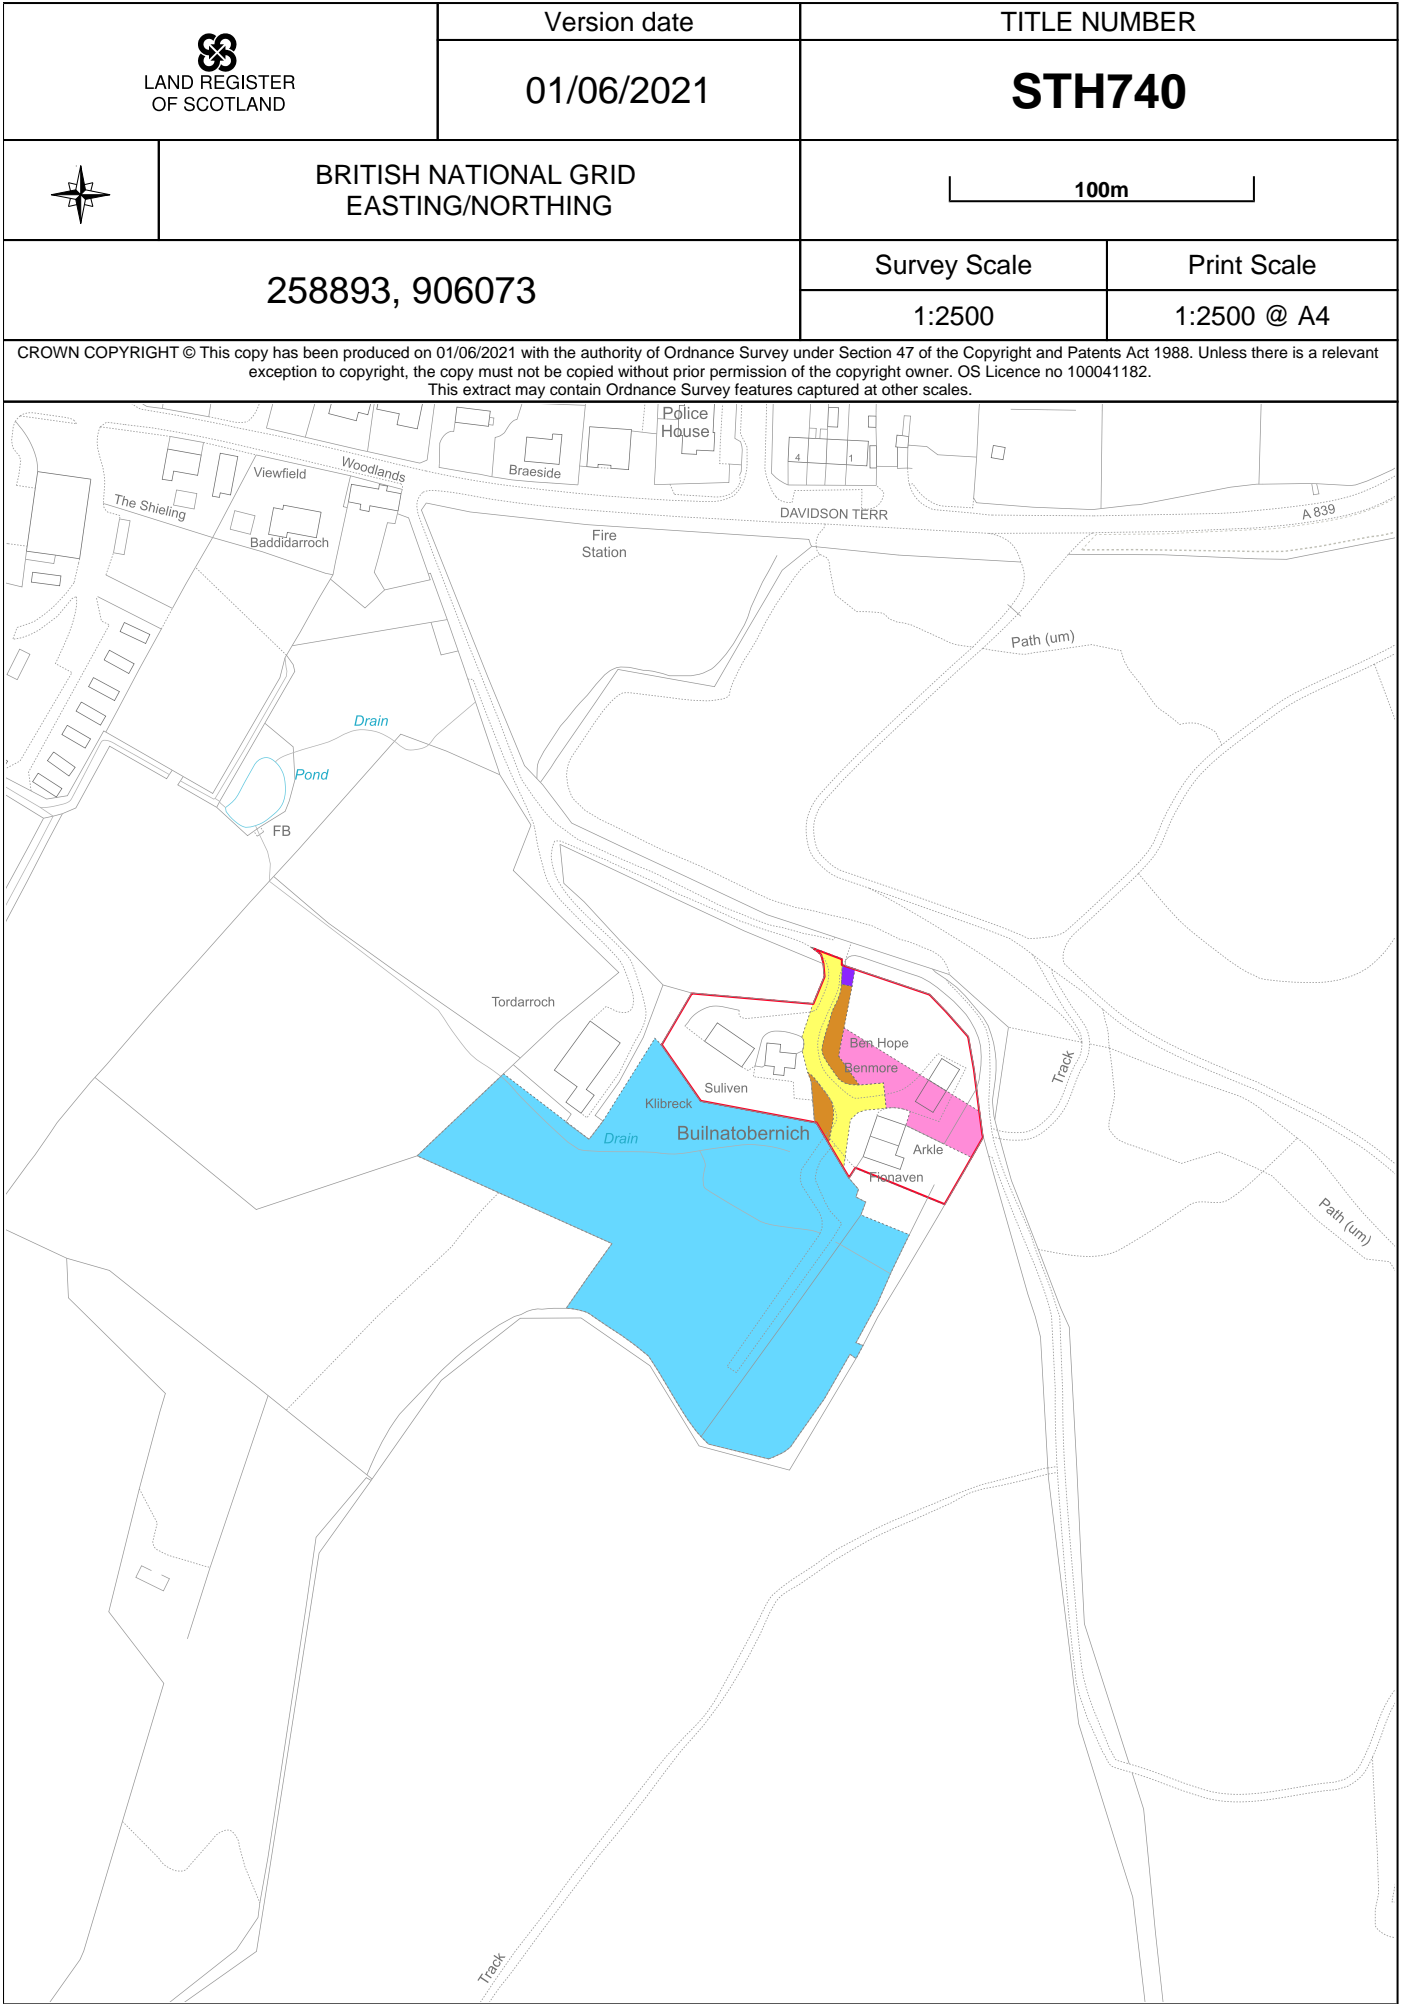 LAND REGISTER
OF SCOTLAND
Version date
01/06/2021
TITLE NUMBER
STH740
BRITISH NATIONAL GRID
EASTING/NORTHING
100m
258893, 906073
Survey Scale
Print Scale
1:2500
1:2500 @ A4
CROWN COPYRIGHT © This copy has been produced on 01/06/2021 with the authority of Ordnance Survey under Section 47 of the Copyright and Patents Act 1988. Unless there is a relevant
exception to copyright, the copy must not be copied without prior permission of the copyright owner. OS Licence no 100041182.
This extract may contain Ordnance Survey features captured at other scales.
Police
House
Woodlands
Viewfield
Braeside
4
1
The Shieling
DAVIDSON TERR
A 839
Baddidarroch
Fire
Station
Path (um)
Drain
Pond
FB
Tordarroch
Ben Hope
Benmore
Track
Suliven
Klibreck
Builnatobernich
Drain
Arkle
Fionaven
Path (um)
Track